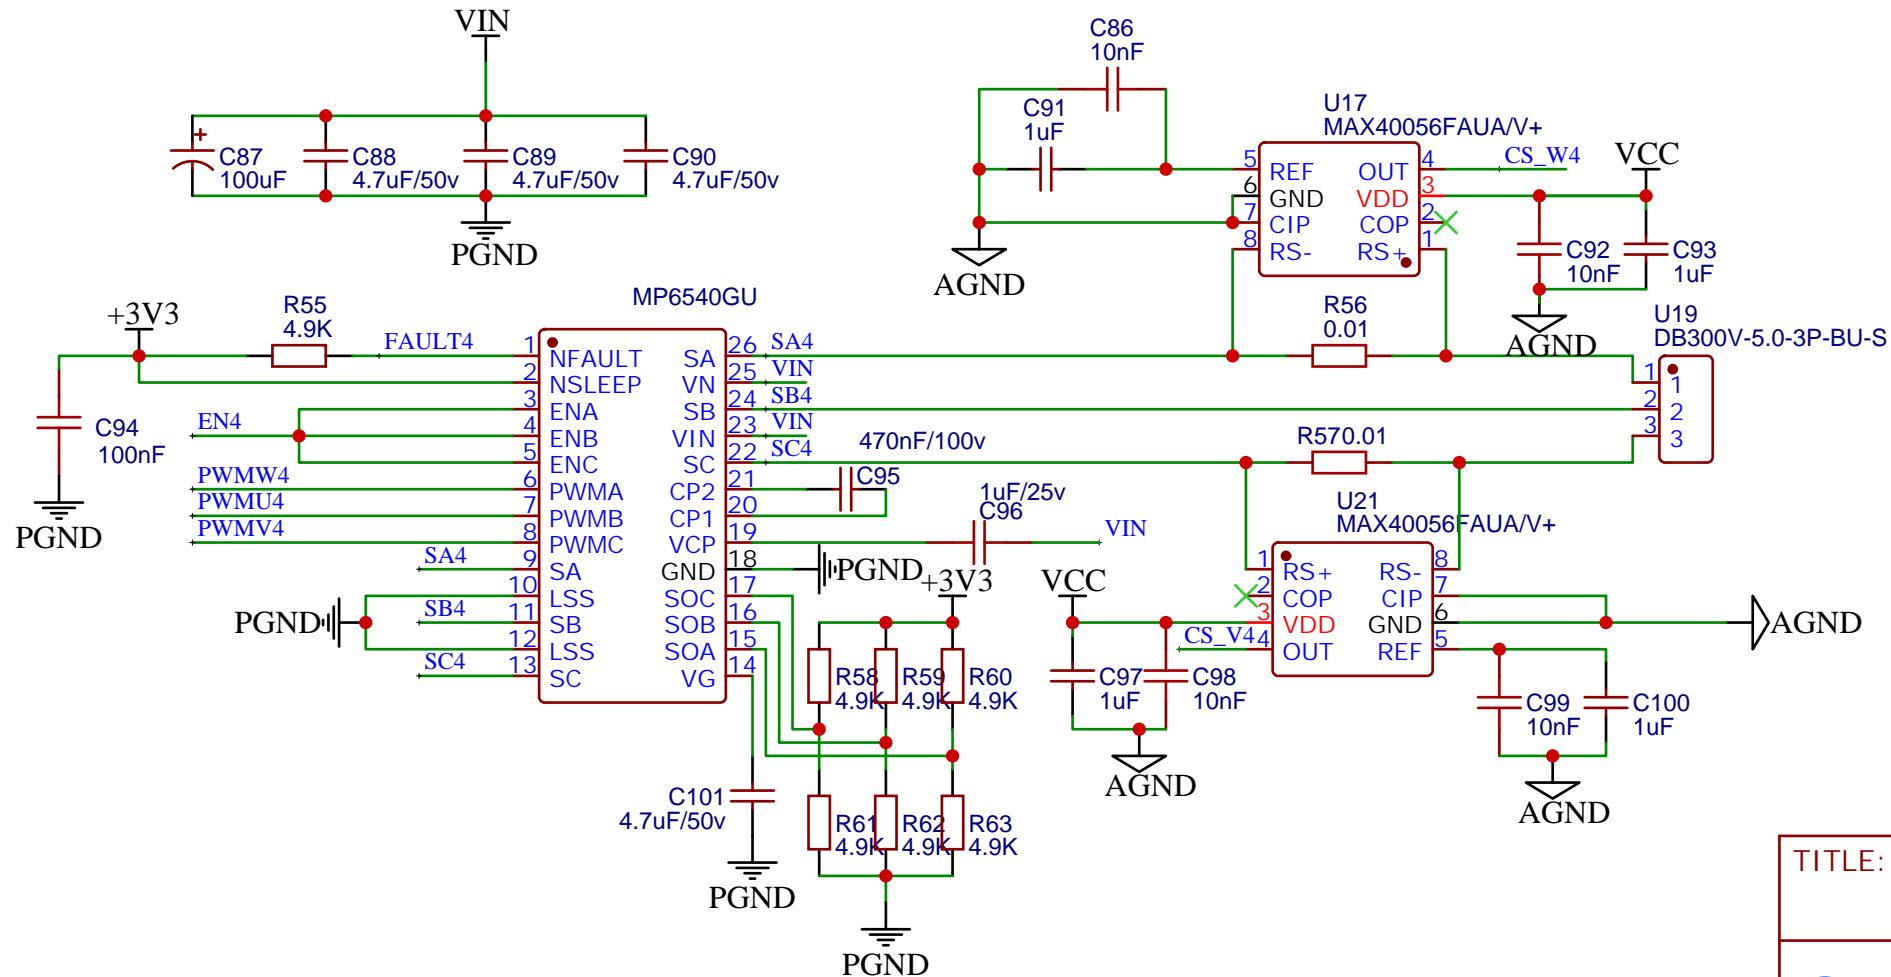 VIN
C87
100uF
C88
4.7uF/50v
C89
4.7uF/50v
C90
4.7uF/50v
PGND
C86
10nF
C91
1uF
AGND
U17
MAX40056FAUA/V+
5 REF OUT 4
6 GND VDD 3
7 CIP COP 2
8 RS- RS+ 1
CS_W4
VCC
C92
10nF
C93
1uF
AGND
+3V3
R55
4.9K
FAULT4
C94
100nF
PGND
EN4
PWMW4
PWMU4
PWMV4
SA4
SB4
SC4
PGND
MP6540GU
1 NFAULT SA 26
2 NSLEEP VN 25
3 ENA SB 24
4 ENB VIN 23
5 ENC SC 22
6 PWMA CP2 21
7 PWMB CP1 20
8 PWMC VCP 19
9 SA GND 18
10 LSS SOC 17
11 SB SOB 16
12 LSS SOA 15
13 SC VG 14
SA4
VIN
SB4
VIN
SC4
470nF/100v
C95
1uF/25v
C96
VIN
PGND
+3V3
R56
0.01
U19
DB300V-5.0-3P-BU-S
1 1
2 2
3 3
R570.01
U21
MAX40056FAUA/V+
1 RS+ RS- 8
2 COP CIP 7
3 VDD GND 6
4 OUT REF 5
VCC
CS_V4
C97
1uF
C98
10nF
AGND
AGND
C99
10nF
C100
1uF
AGND
R58
4.9K
R59
4.9K
R60
4.9K
R61
4.9K
R62
4.9K
R63
4.9K
C101
4.7uF/50v
PGND
PGND
TITLE: